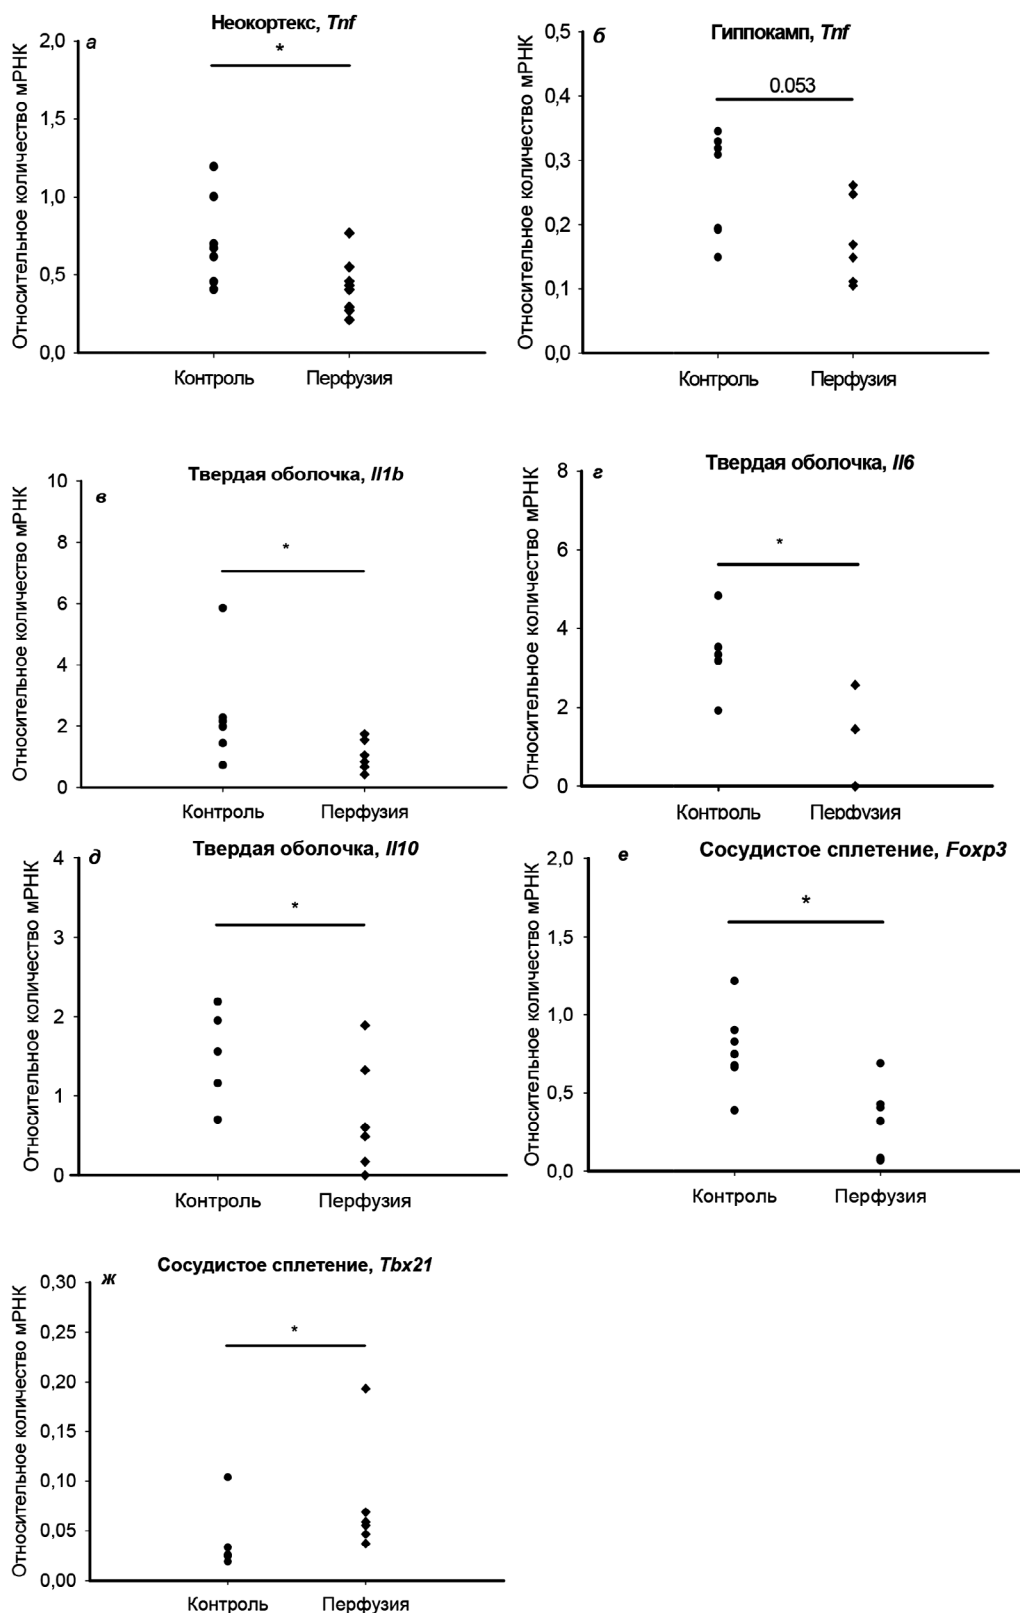 Неокортекс, Tnf
а
*
Относительное количество мРНК
2,0
1,5
1,0
0,5
0,0
Контроль
Перфузия
Гиппокамп, Tnf
б
0.053
Относительное количество мРНК
0,5
0,4
0,3
0,2
0,1
0,0
Контроль
Перфузия
Твердая оболочка, Il1b
в
*
Относительное количество мРНК
10
8
6
4
2
0
Контроль
Перфузия
Твердая оболочка, Il6
г
*
Относительное количество мРНК
8
6
4
2
0
Контроль
Перфузия
Твердая оболочка, Il10
д
*
Относительное количество мРНК
4
3
2
1
0
Контроль
Перфузия
Сосудистое сплетение, Foxp3
е
*
Относительное количество мРНК
2,0
1,5
1,0
0,5
0,0
Контроль
Перфузия
Сосудистое сплетение, Tbx21
ж
*
Относительное количество мРНК
0,30
0,25
0,20
0,15
0,10
0,05
0,00
Контроль
Перфузия